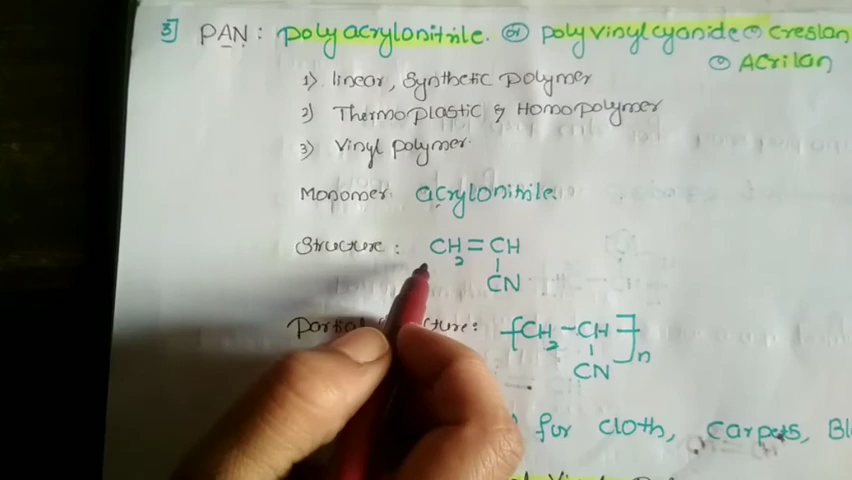 3] PAN: polyacrylonitrile. or polyvinylcyanide or creslan
or Acrilan
1) linear, synthetic polymer
2) Thermoplastic & Homopolymer
3) Vinyl polymer.
Monomer: acrylonitrile.
Structure: CH2=CH
CN
[CH2-CH]n
CN
for cloth, carpets,